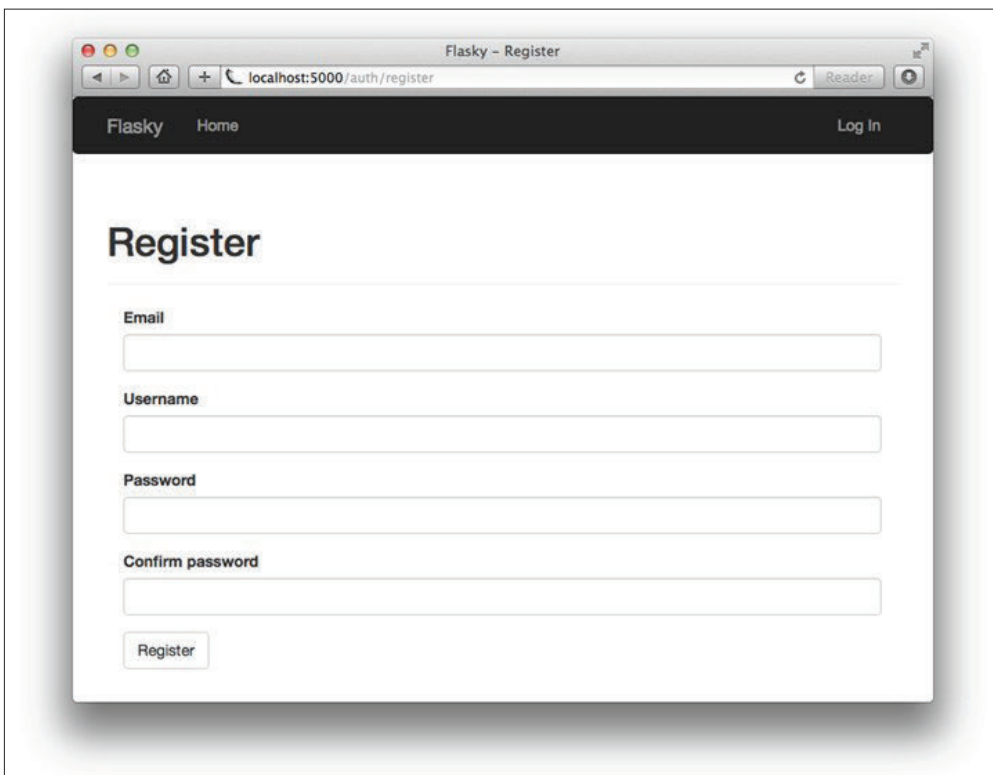 Flasky – Register
localhost:5000/auth/register
Reader
Flasky Home Log In
Register
Email
Username
Password
Confirm password
Register